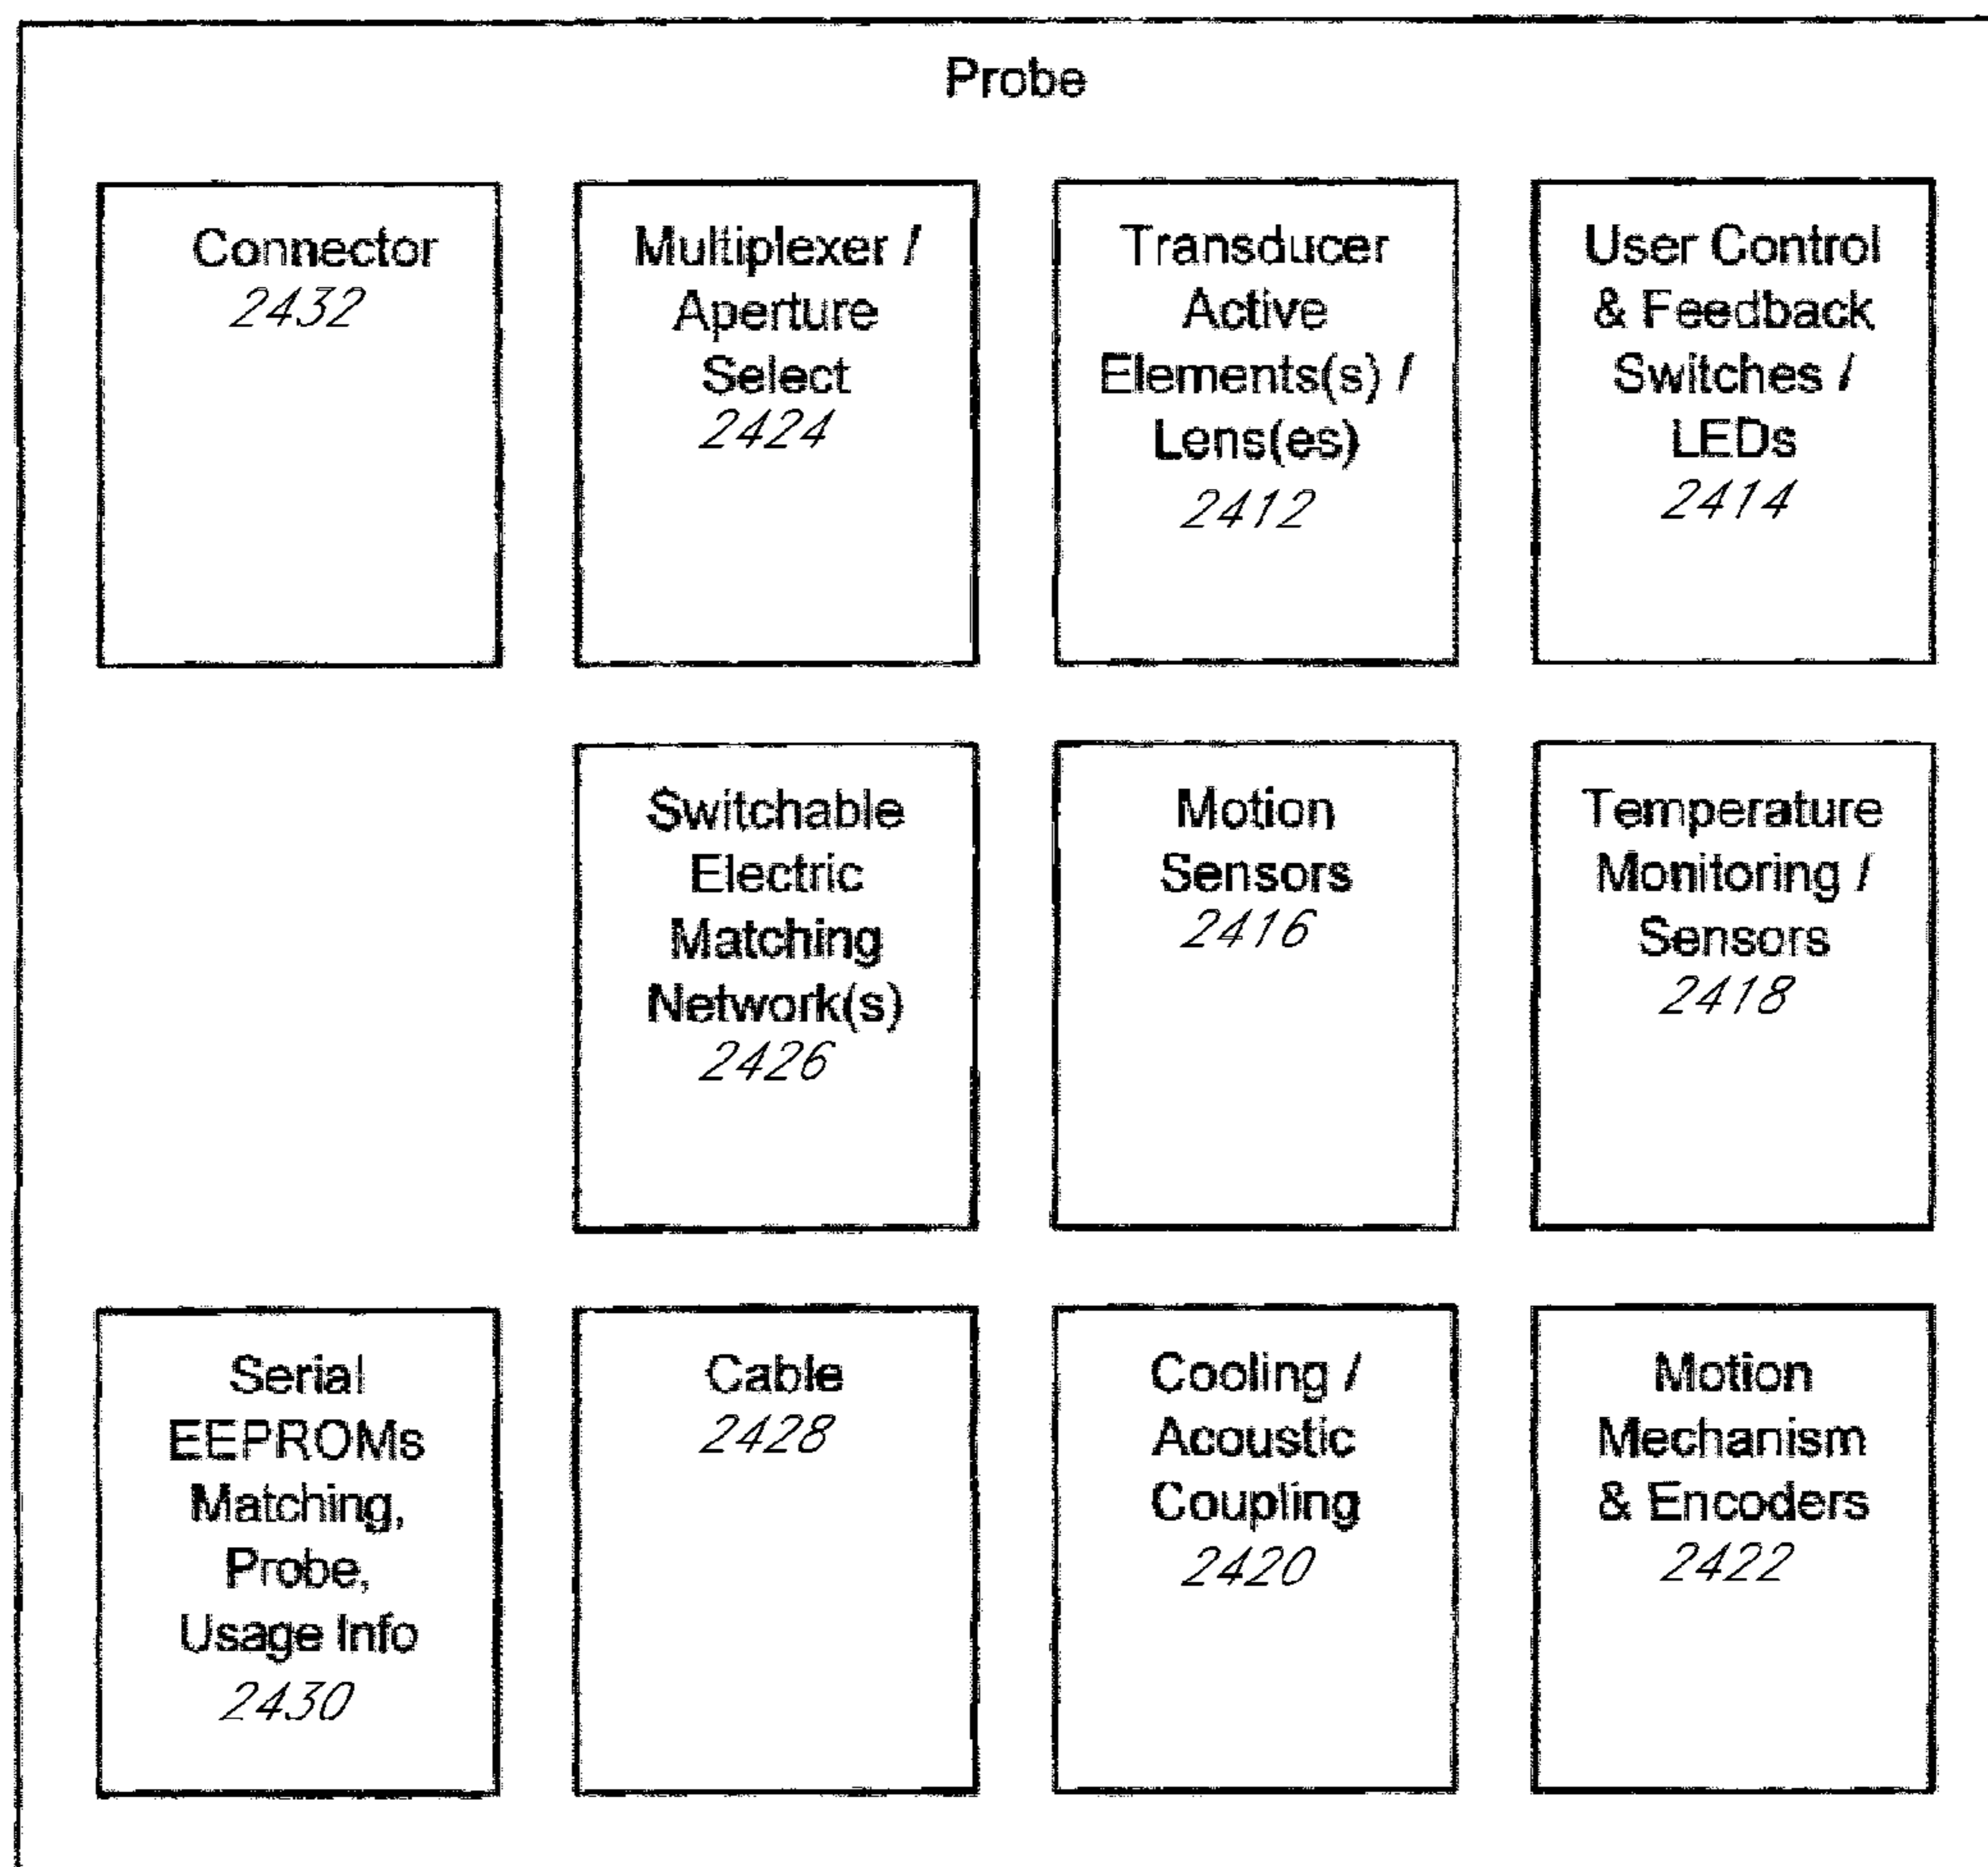 Probe
Connector
2432
Multiplexer /
Aperture
Select
2424
Transducer
Active
Elements(s) /
Lens(es)
2412
User Control
& Feedback
Switches /
LEDs
2414
Switchable
Electric
Matching
Network(s)
2426
Motion
Sensors
2416
Temperature
Monitoring /
Sensors
2418
Serial
EEPROMs
Matching,
Probe,
Usage Info
2430
Cable
2428
Cooling /
Acoustic
Coupling
2420
Motion
Mechanism
& Encoders
2422